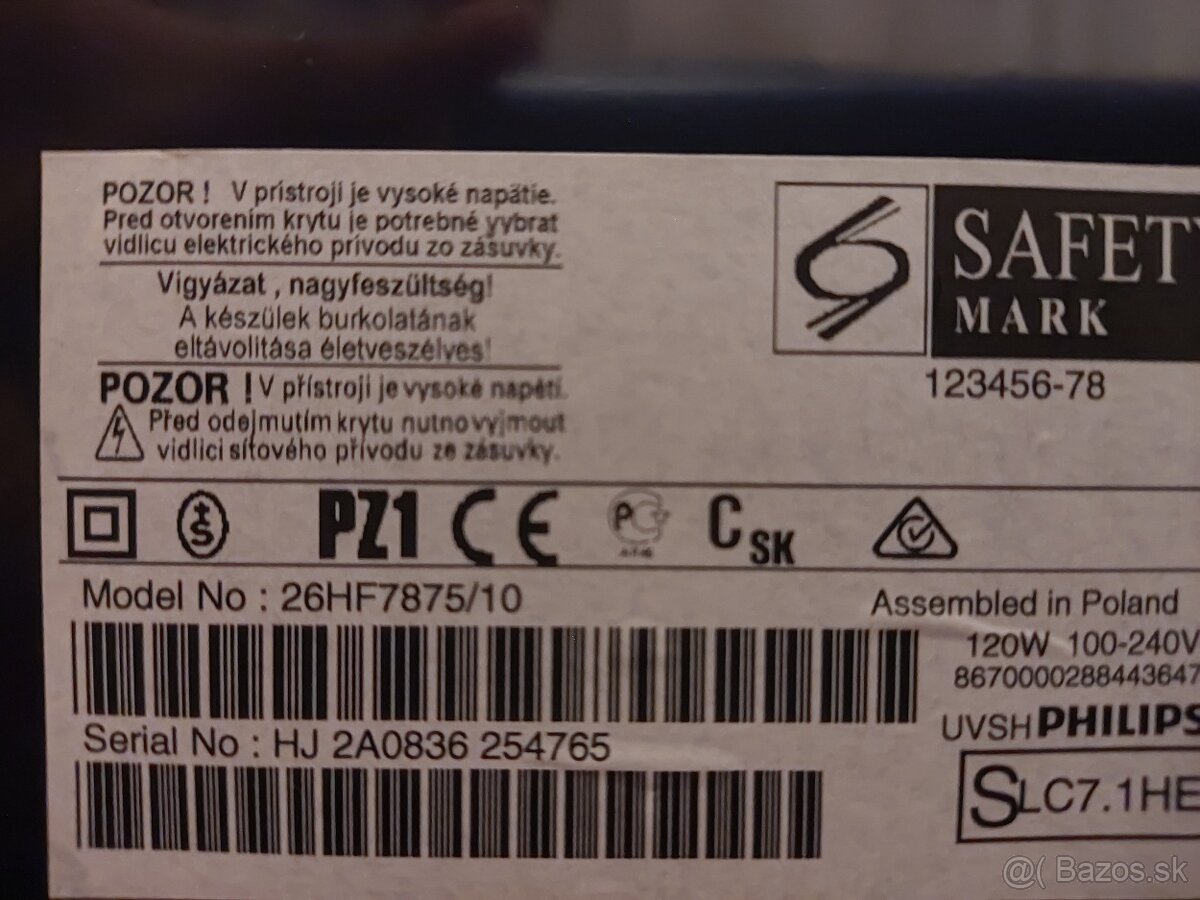 POZOR ! V prístroji je vysoké napätie.
Pred otvorením krytu je potrebné vybrat
vidlicu elektrického prívodu zo zásuvky.
Vigyázat , nagyfeszültség!
A készülek burkolatának
eltávolitása életveszélyes!
POZOR ! V přístroji je vysoké napětí.
Před odejmutím krytu nutno vyjmout
vidlici síťového přívodu ze zásuvky.
SAFETY
MARK
123456-78
PZ1 CE PG C SK
Model No : 26HF7875/10
Assembled in Poland
120W 100-240V
8670000288443647
UVSH PHILIPS
Serial No : HJ 2A0836 254765
SLC7.1HE
@( Bazos.sk